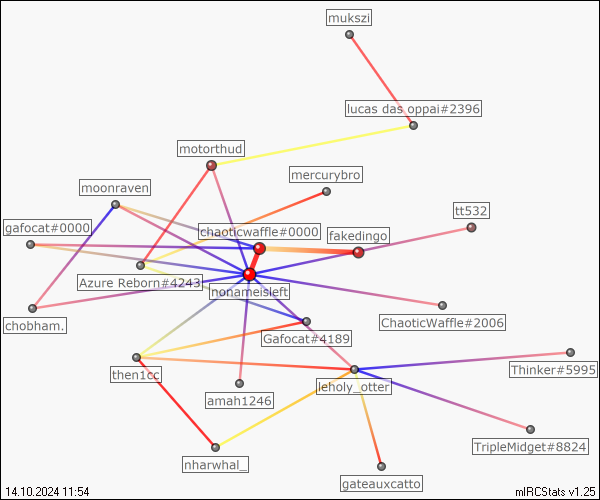 mukszi
lucas das oppai#2396
motorthud
mercurybro
moonraven
tt532
gafocat#0000
chaoticwaffle#0000
fakedingo
Azure Reborn#4243
nonameisleft
chobham.
ChaoticWaffle#2006
Gafocat#4189
then1cc
Thinker#5995
leholy_otter
amah1246
TripleMidget#8824
nharwhal_
gateauxcatto
14.10.2024 11:54
mIRCStats v1.25